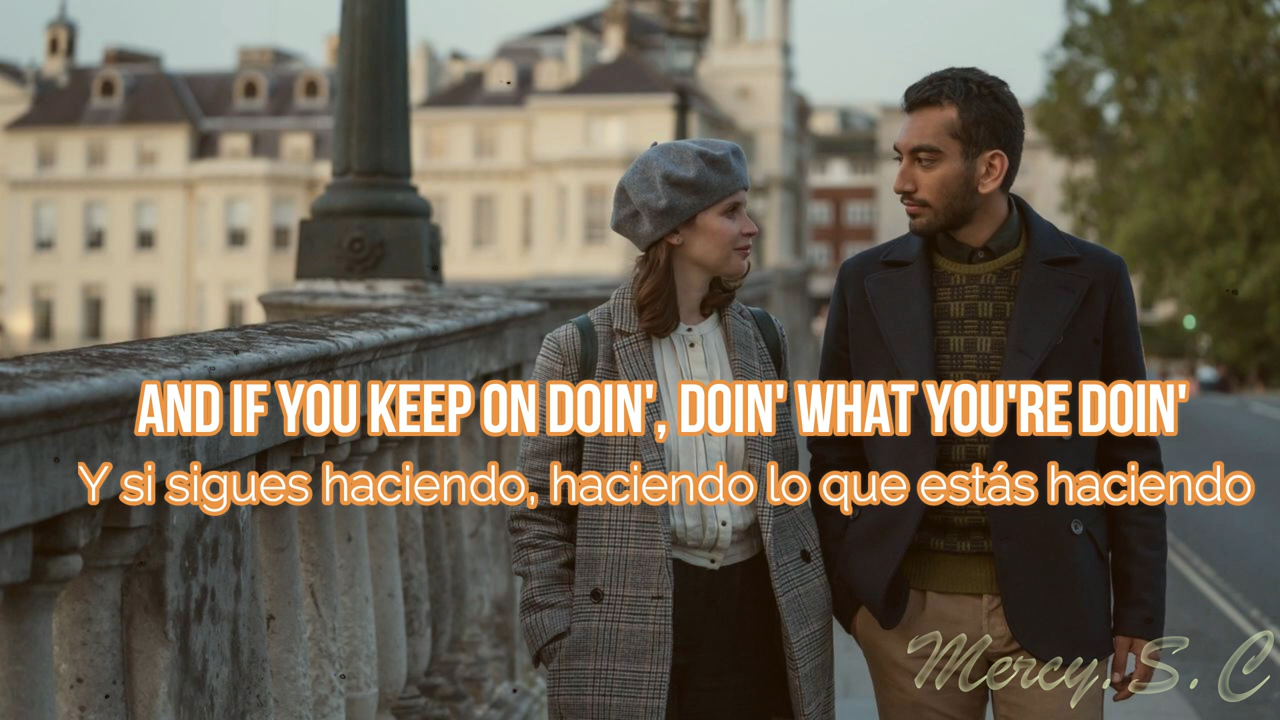 AND IF YOU KEEP ON DOIN', DOIN' WHAT YOU'RE DOIN'
Y si sigues haciendo, haciendo lo que estás haciendo
Mercy. S. C